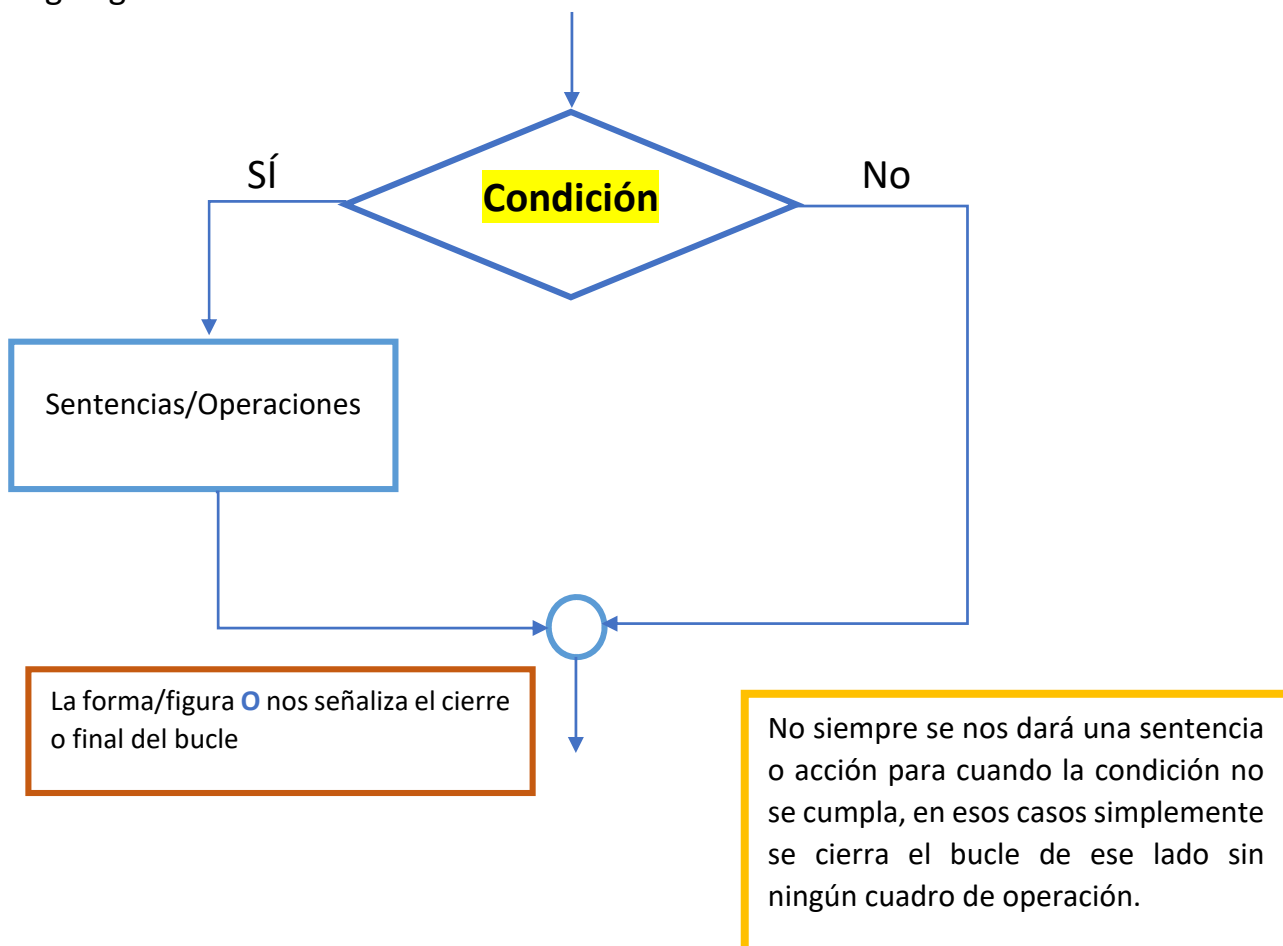 SÍ
No
Condición
Sentencias/Operaciones
La forma/figura O nos señaliza el cierre
o final del bucle
No siempre se nos dará una sentencia
o acción para cuando la condición no
se cumpla, en esos casos simplemente
se cierra el bucle de ese lado sin
ningún cuadro de operación.